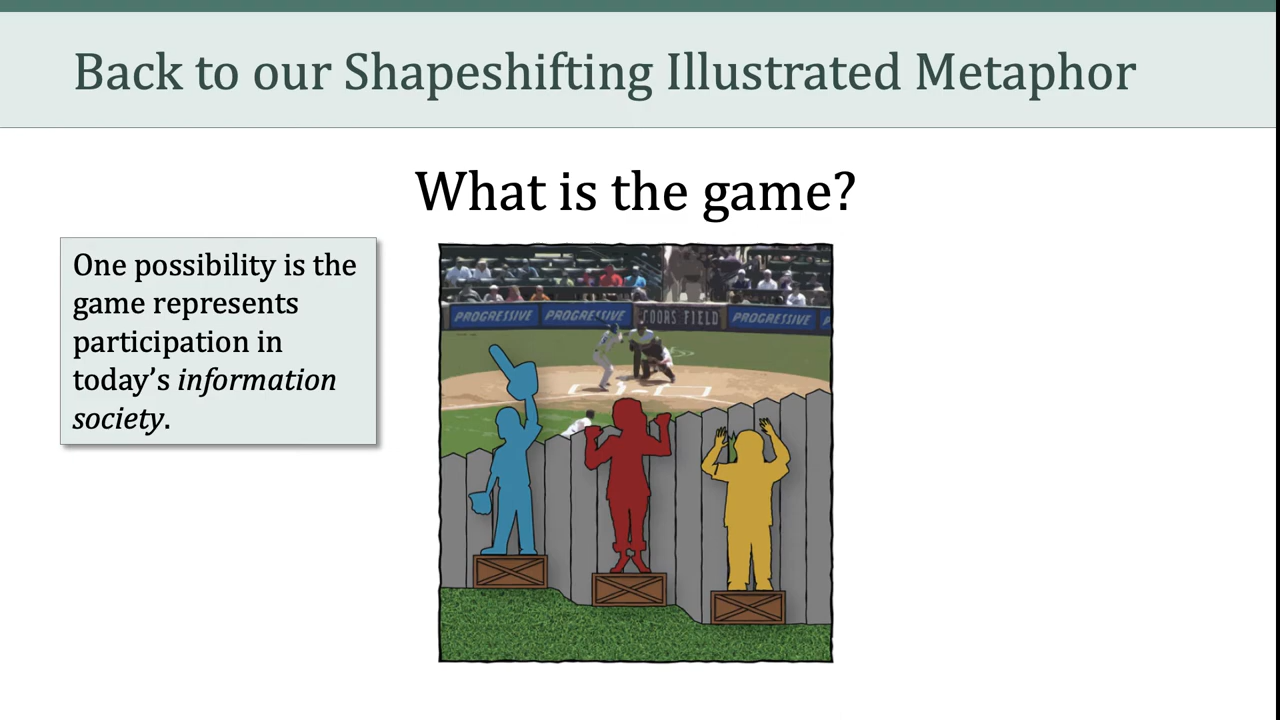 Back to our Shapeshifting Illustrated Metaphor
What is the game?
One possibility is the
game represents
participation in
today’s information
society.
PROGRESSIVE PROGRESSIVE COORS FIELD PROGRESSIVE